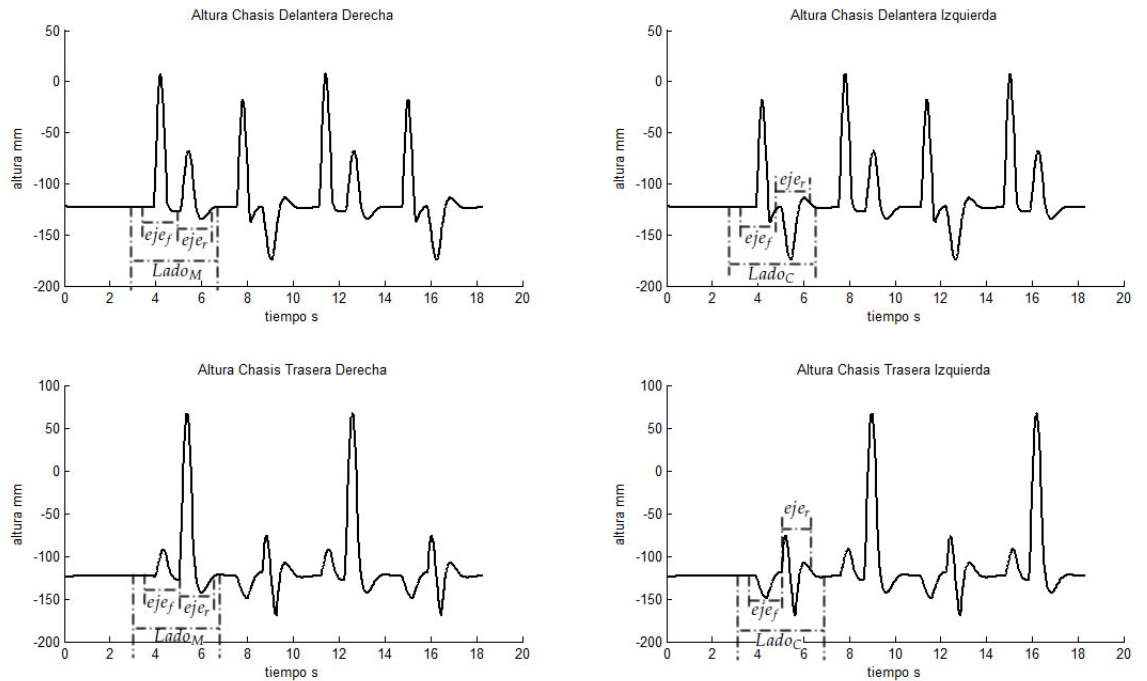 Altura Chasis Delantera Derecha
altura mm
50
0
-50
-100
-150
-200
eje_f
eje_r
Lado_M
0 2 4 6 8 10 12 14 16 18 20
tiempo s
Altura Chasis Delantera Izquierda
altura mm
50
0
-50
-100
-150
-200
eje_r
eje_f
Lado_C
0 2 4 6 8 10 12 14 16 18 20
tiempo s
Altura Chasis Trasera Derecha
altura mm
100
50
0
-50
-100
-150
-200
eje_f
eje_r
Lado_M
0 2 4 6 8 10 12 14 16 18 20
tiempo s
Altura Chasis Trasera Izquierda
altura mm
100
50
0
-50
-100
-150
-200
eje_r
eje_f
Lado_C
0 2 4 6 8 10 12 14 16 18 20
tiempo s